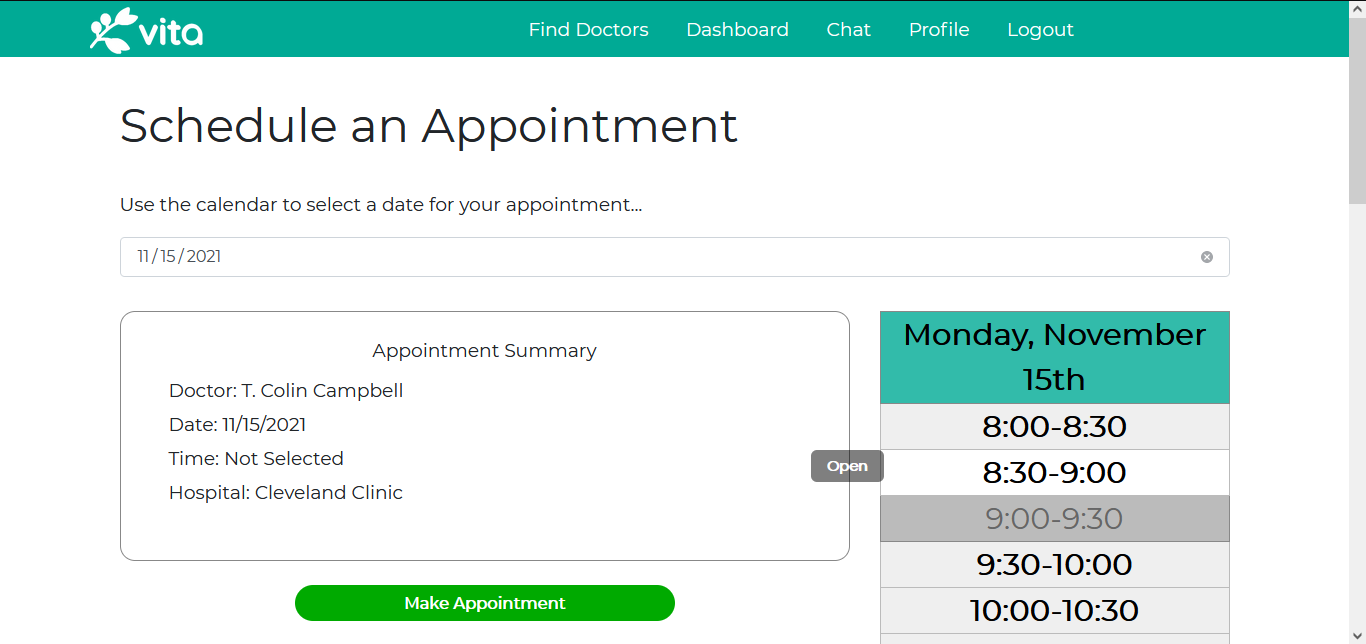 vita
Find Doctors
Dashboard
Chat
Profile
Logout
Schedule an Appointment
Use the calendar to select a date for your appointment...
11 / 15 / 2021
Appointment Summary
Doctor: T. Colin Campbell
Date: 11/15/2021
Time: Not Selected
Hospital: Cleveland Clinic
Make Appointment
Open
Monday, November
15th
8:00-8:30
8:30-9:00
9:00-9:30
9:30-10:00
10:00-10:30